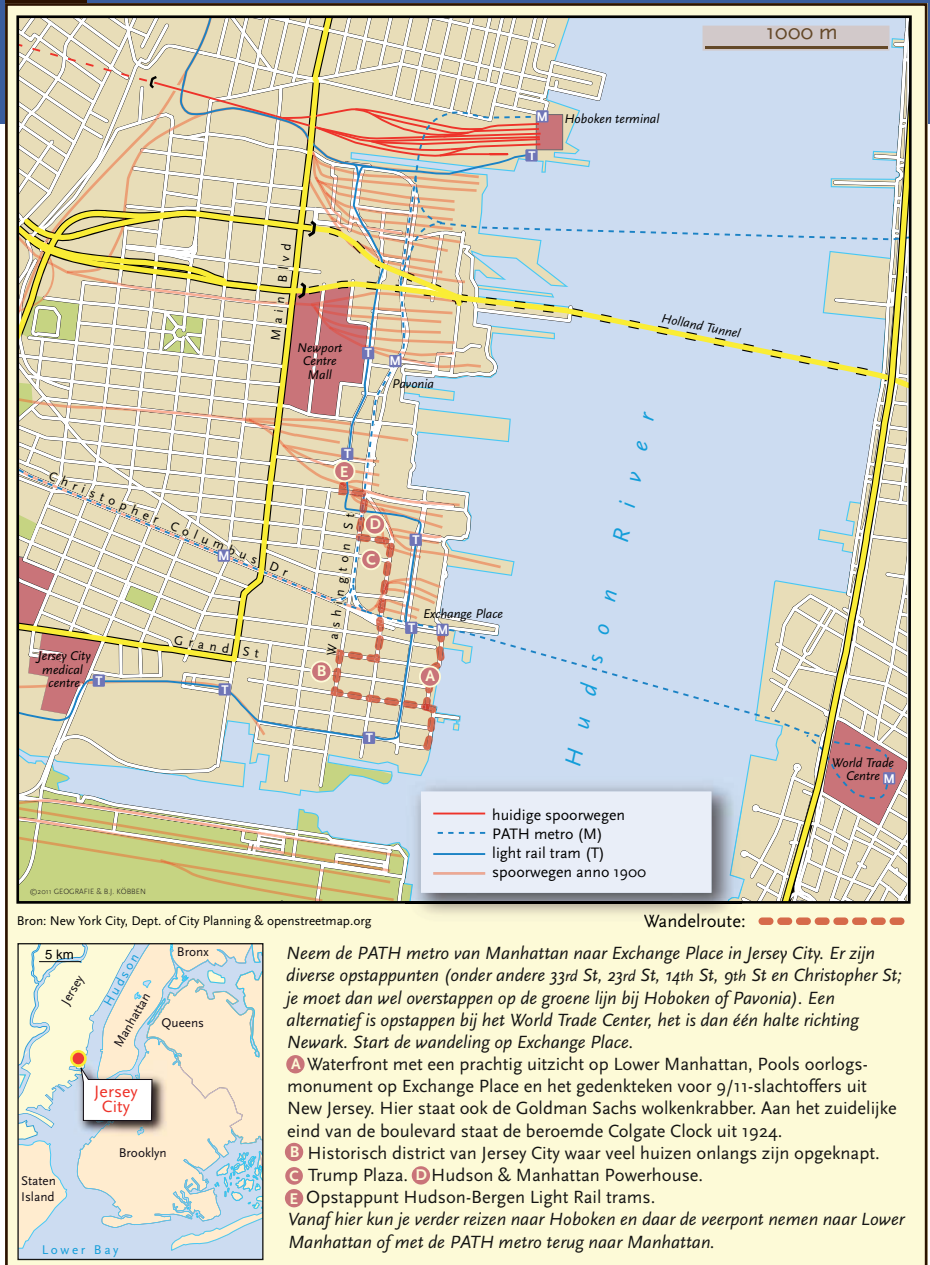 1000 m
Hoboken terminal
M
T
Main Blvd
Holland Tunnel
Newport
Centre
Mall
T
M
Pavonia
Hudson River
T
E
Christopher Columbus Dr
D
T
C
M
Washington St
Exchange Place
T
M
Grand St
Jersey City
medical
centre
B
A
T
T
T
World Trade
Centre
M
huidige spoorwegen
PATH metro (M)
light rail tram (T)
spoorwegen anno 1900
©2011 GEOGRAFIE & B.J. KÖBBEN
Bron: New York City, Dept. of City Planning & openstreetmap.org
Wandelroute:
5 km
Hudson
Bronx
Jersey
Manhattan
Queens
Jersey
City
Brooklyn
Staten
Island
Lower Bay
Neem de PATH metro van Manhattan naar Exchange Place in Jersey City. Er zijn
diverse opstappunten (onder andere 33rd St, 23rd St, 14th St, 9th St en Christopher St;
je moet dan wel overstappen op de groene lijn bij Hoboken of Pavonia). Een
alternatief is opstappen bij het World Trade Center, het is dan één halte richting
Newark. Start de wandeling op Exchange Place.
A Waterfront met een prachtig uitzicht op Lower Manhattan, Pools oorlogs-
monument op Exchange Place en het gedenkteken voor 9/11-slachtoffers uit
New Jersey. Hier staat ook de Goldman Sachs wolkenkrabber. Aan het zuidelijke
eind van de boulevard staat de beroemde Colgate Clock uit 1924.
B Historisch district van Jersey City waar veel huizen onlangs zijn opgeknapt.
C Trump Plaza. D Hudson & Manhattan Powerhouse.
E Opstappunt Hudson-Bergen Light Rail trams.
Vanaf hier kun je verder reizen naar Hoboken en daar de veerpont nemen naar Lower
Manhattan of met de PATH metro terug naar Manhattan.